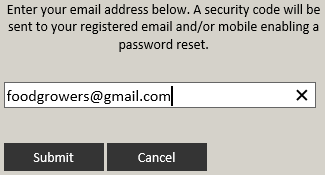 Enter your email address below. A security code will be
sent to your registered email and/or mobile enabling a
password reset.
foodgrowers@gmail.com
Submit Cancel